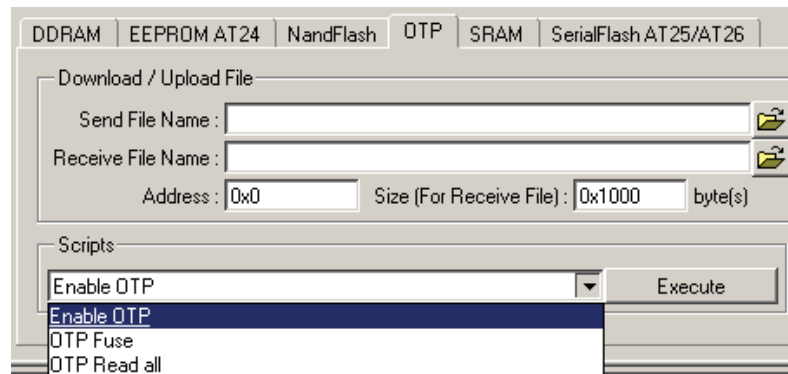 DDRAM EEPROM AT24 NandFlash OTP SRAM SerialFlash AT25/AT26
Download / Upload File
Send File Name :
Receive File Name :
Address : 0x0 Size (For Receive File) : 0x1000 byte(s)
Scripts
Enable OTP Execute
Enable OTP
OTP Fuse
OTP Read all